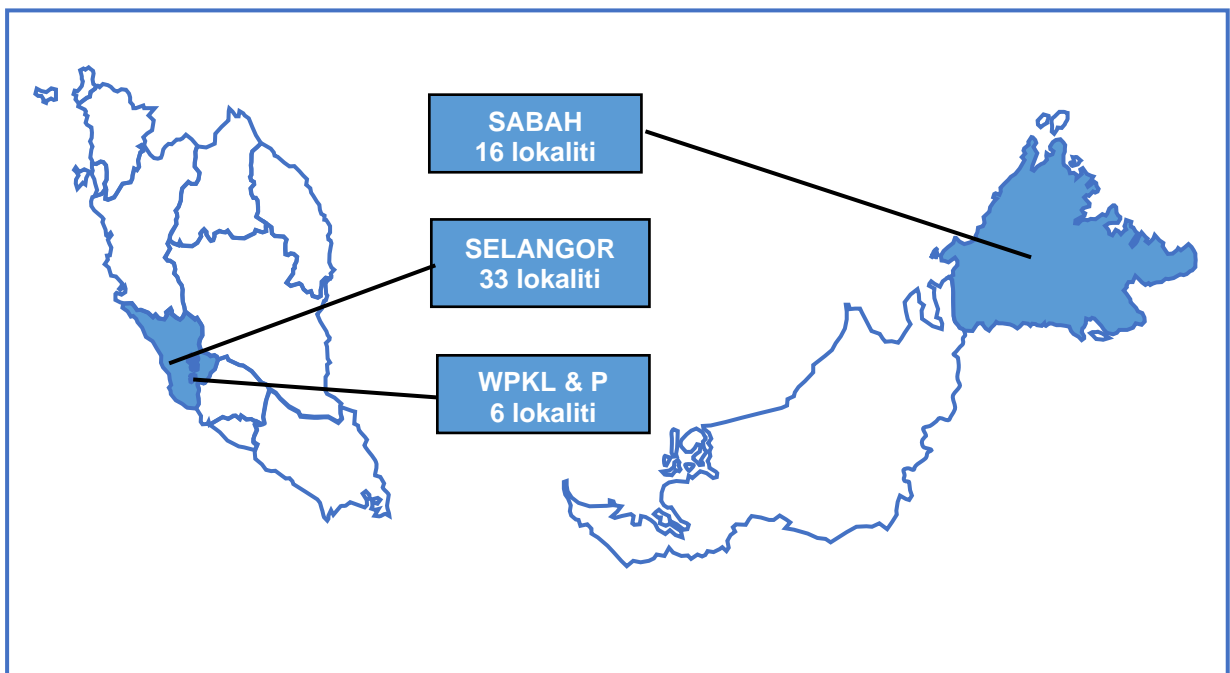 SABAH
16 lokaliti
SELANGOR
33 lokaliti
WPKL & P
6 lokaliti